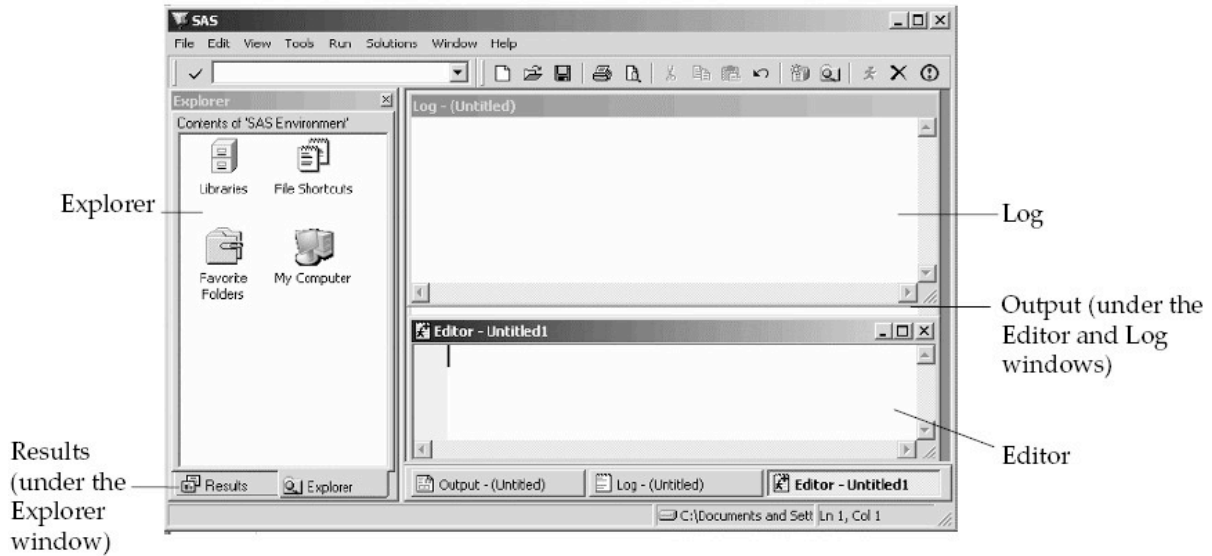 SAS
File Edit View Tools Run Solutions Window Help
Explorer
Contents of 'SAS Environment'
Libraries
File Shortcuts
Favorite
Folders
My Computer
Results
Explorer
Log - (Untitled)
Editor - Untitled1
Output - (Untitled)
Log - (Untitled)
Editor - Untitled1
C:\Documents and Sett
Ln 1, Col 1
Explorer
Results
(under the
Explorer
window)
Log
Output (under the
Editor and Log
windows)
Editor